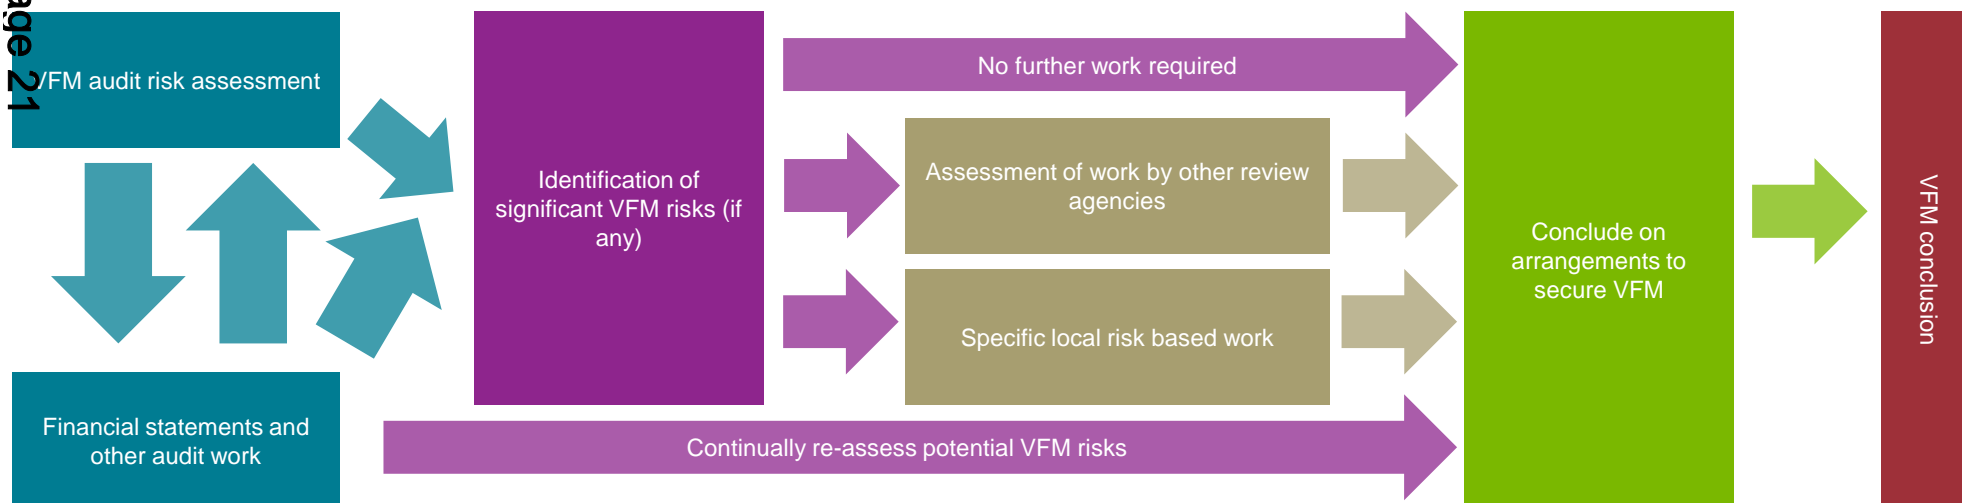 age 21
VFM audit risk assessment
Financial statements and
other audit work
Identification of
significant VFM risks (if
any)
No further work required
Assessment of work by other review
agencies
Specific local risk based work
Continually re-assess potential VFM risks
Conclude on
arrangements to
secure VFM
VFM conclusion